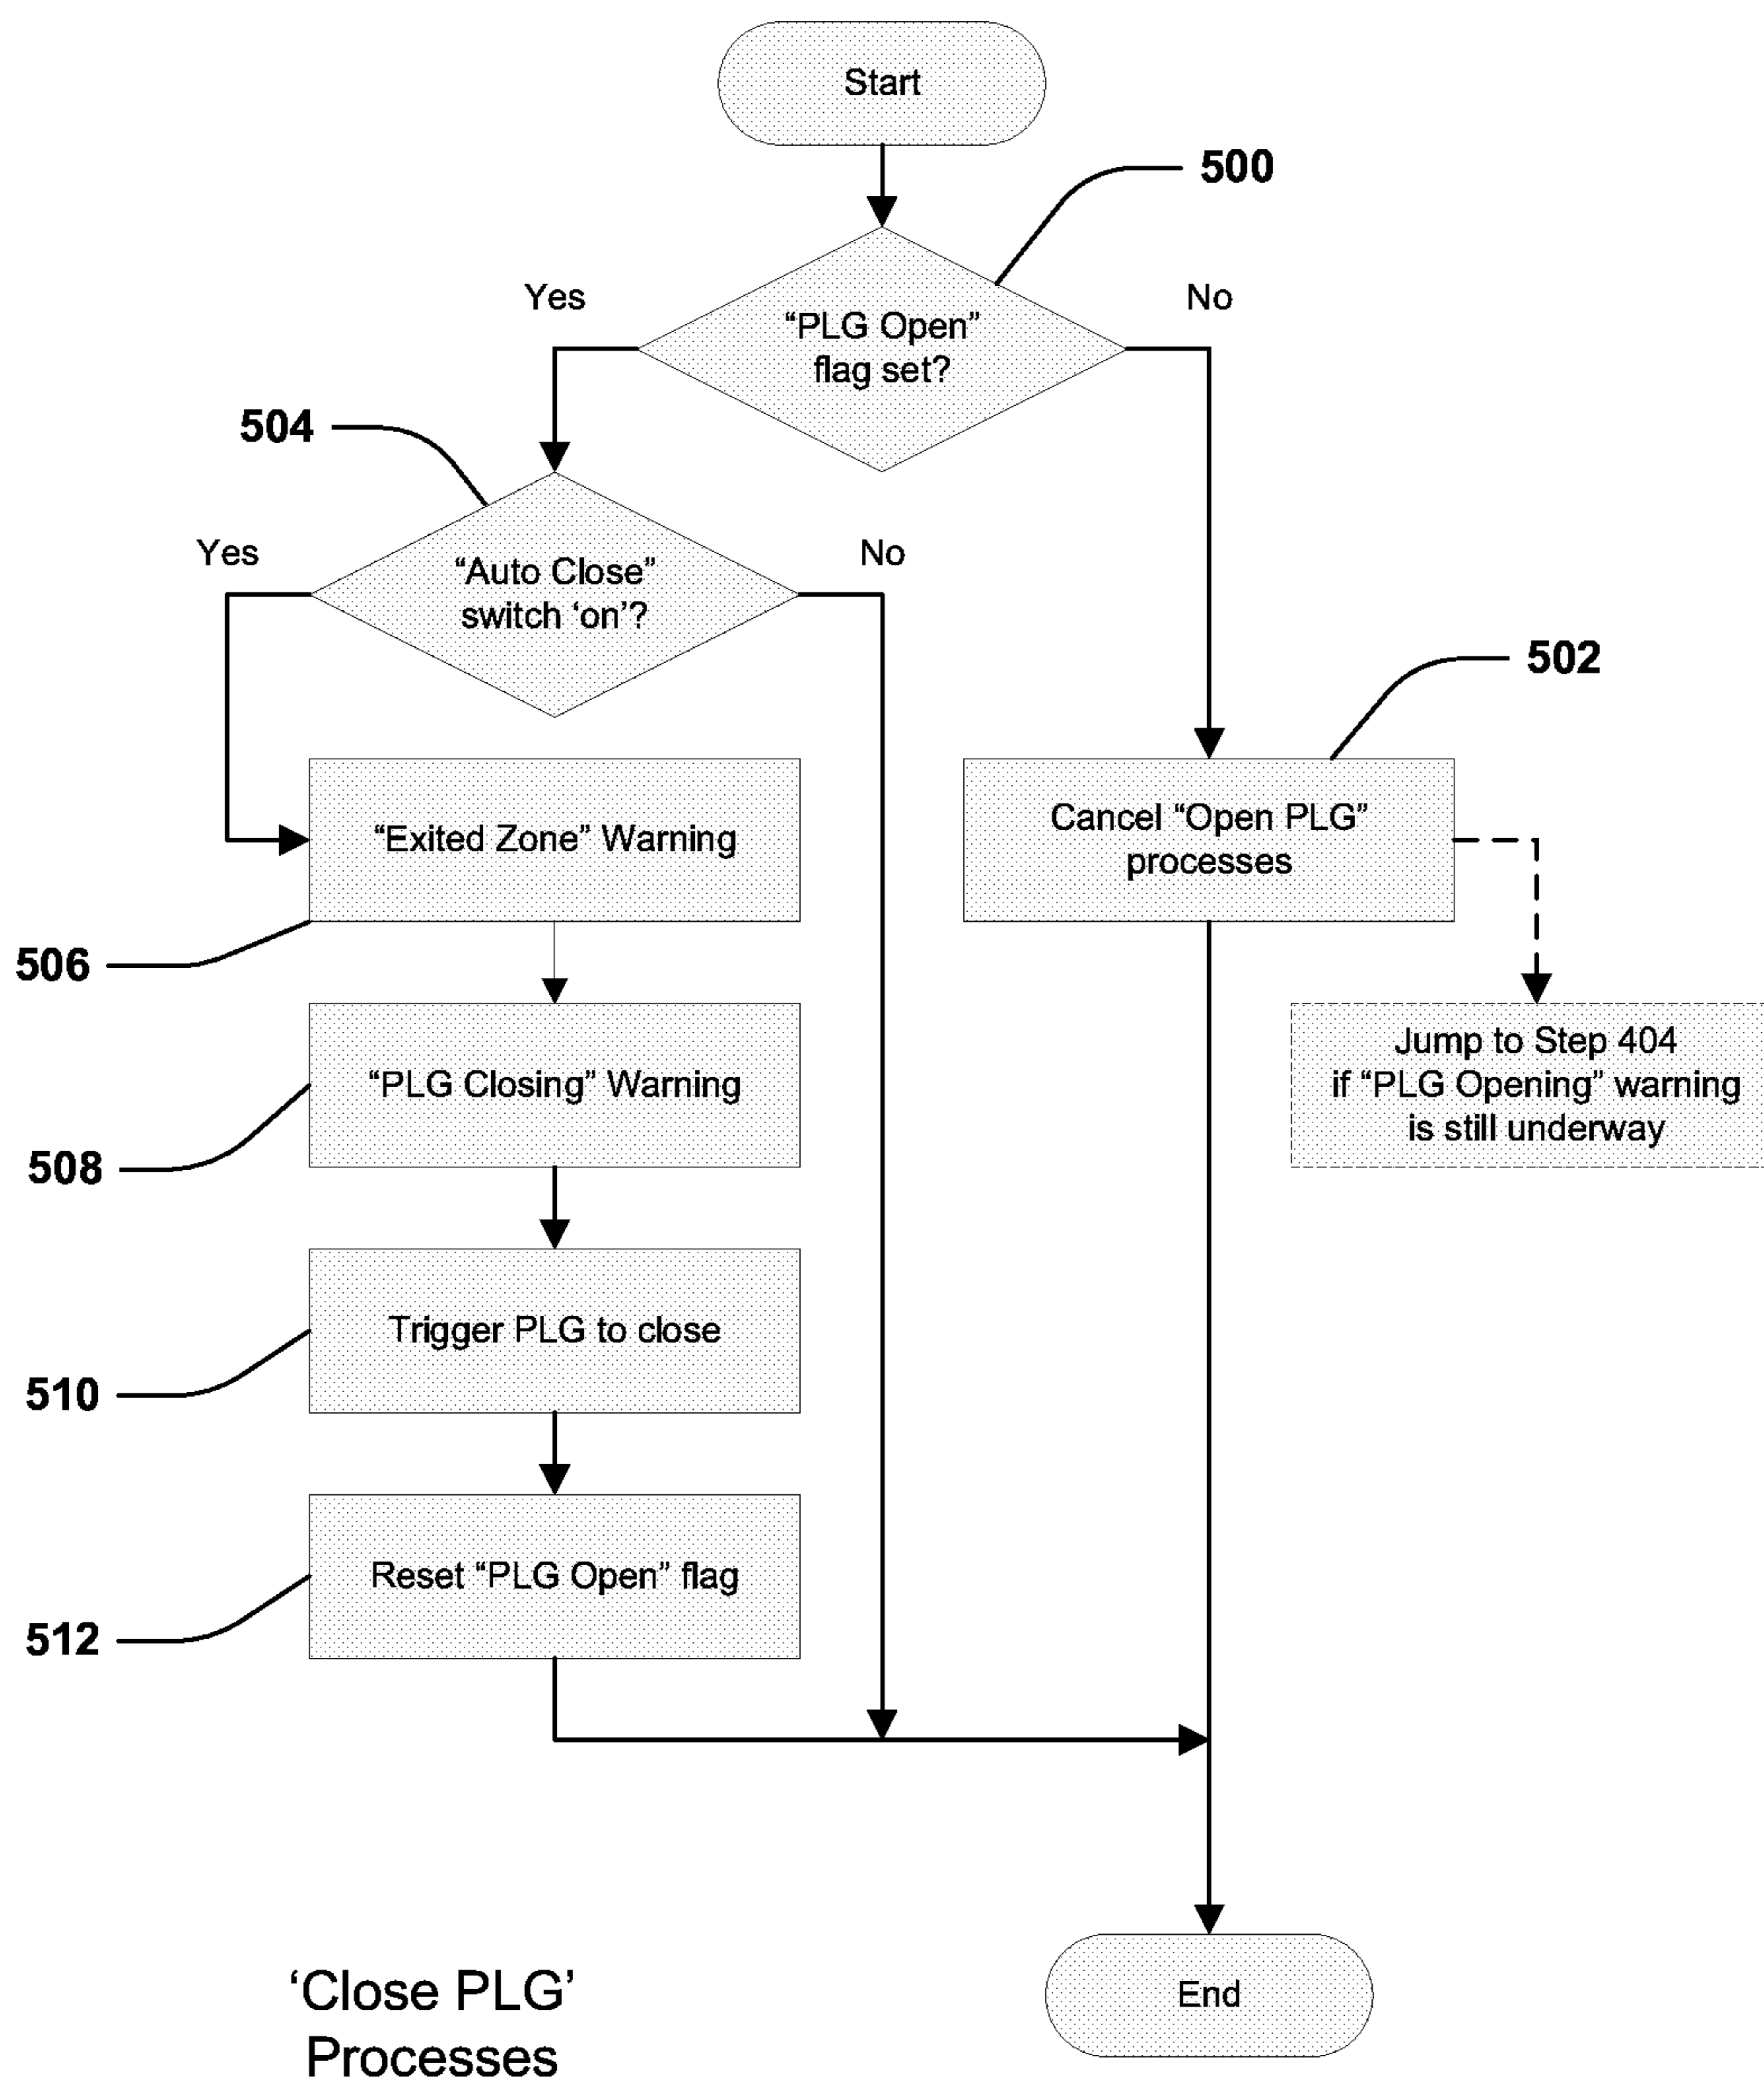 Start
500
Yes
No
“PLG Open”
flag set?
504
Yes
No
“Auto Close”
switch ‘on’?
502
“Exited Zone” Warning
Cancel “Open PLG”
processes
506
“PLG Closing” Warning
Jump to Step 404
if “PLG Opening” warning
is still underway
508
Trigger PLG to close
510
Reset “PLG Open” flag
512
‘Close PLG’
Processes
End